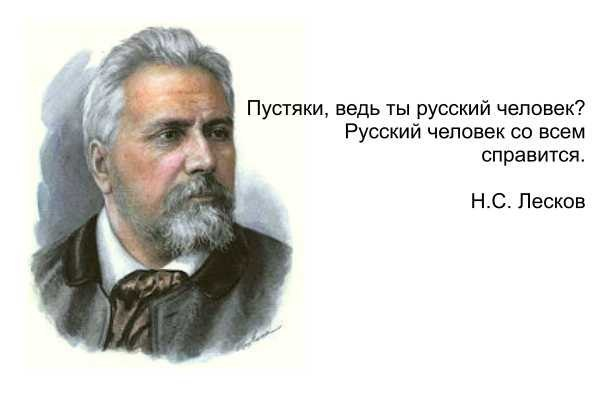 Пустяки, ведь ты русский человек?
Русский человек со всем
справится.
Н.С. Лесков